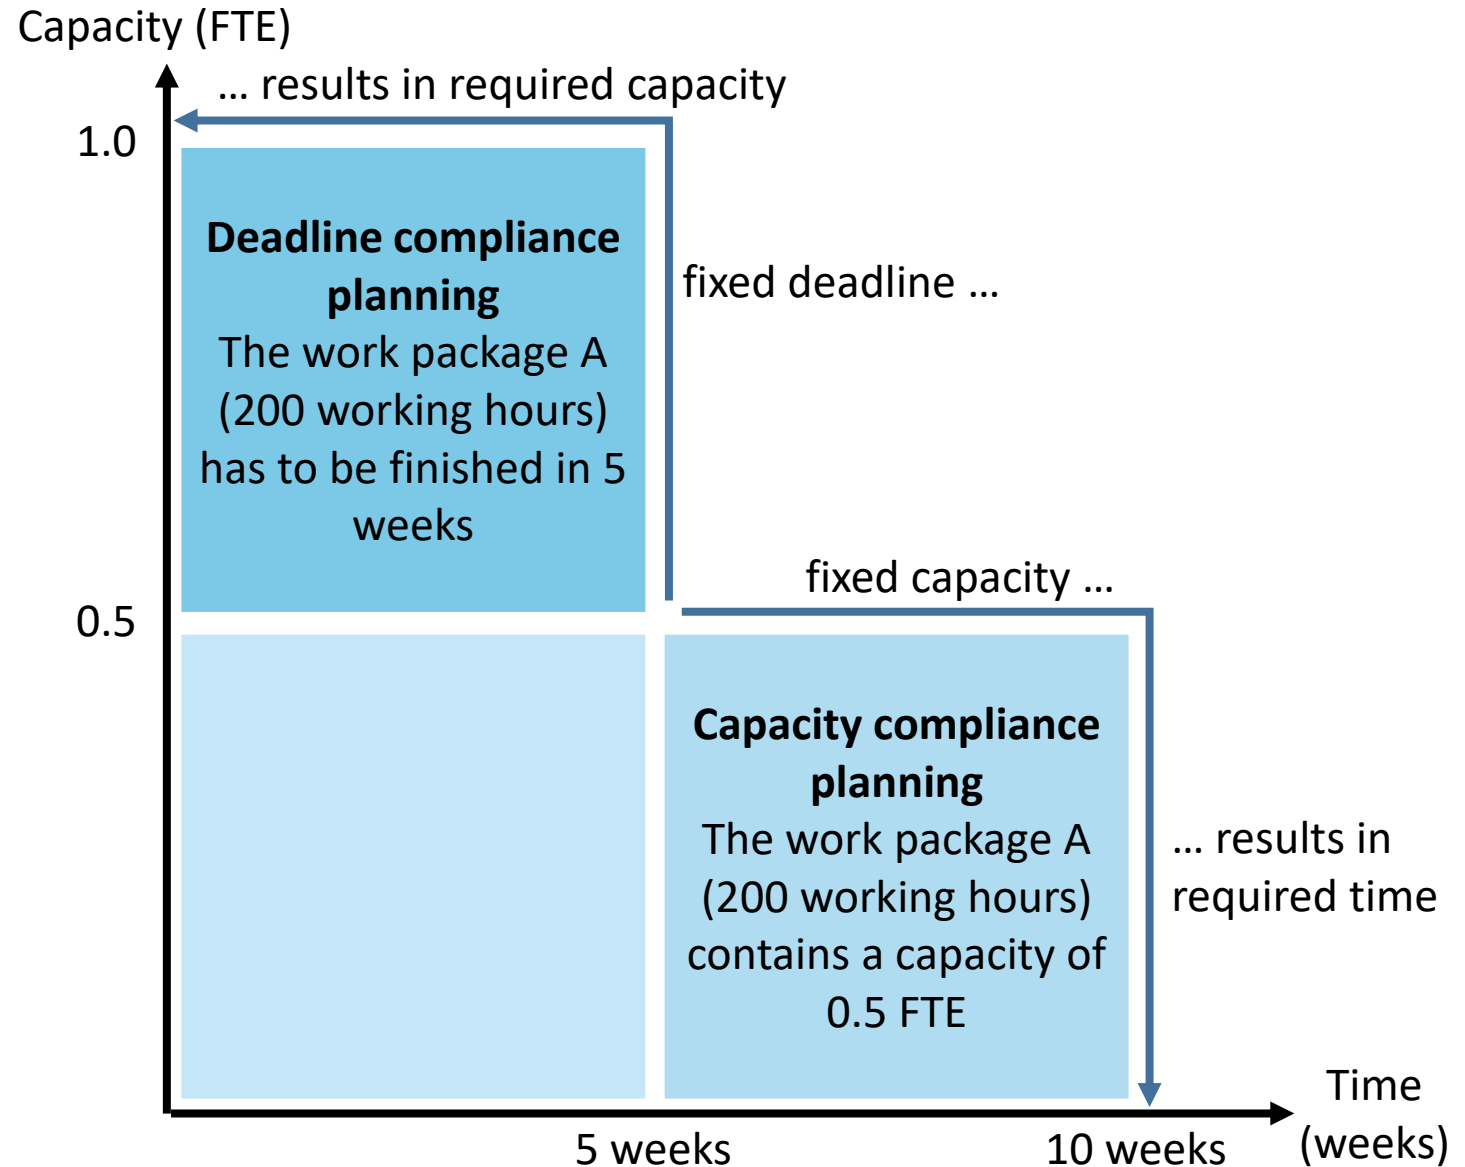 Capacity (FTE)
... results in required capacity
1.0
Deadline compliance
planning
The work package A
(200 working hours)
has to be finished in 5
weeks
fixed deadline ...
fixed capacity ...
0.5
Capacity compliance
planning
The work package A
(200 working hours)
contains a capacity of
0.5 FTE
... results in
required time
Time
(weeks)
5 weeks
10 weeks